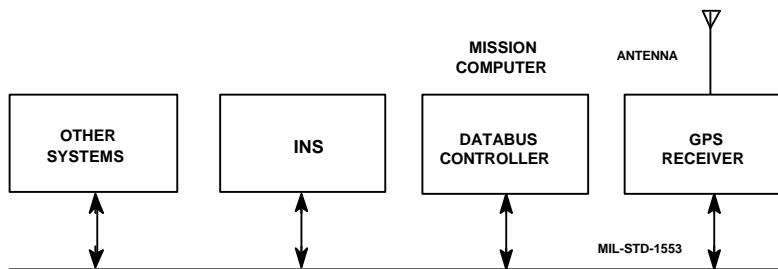 MISSION
COMPUTER
ANTENNA
OTHER
SYSTEMS
INS
DATABUS
CONTROLLER
GPS
RECEIVER
MIL-STD-1553